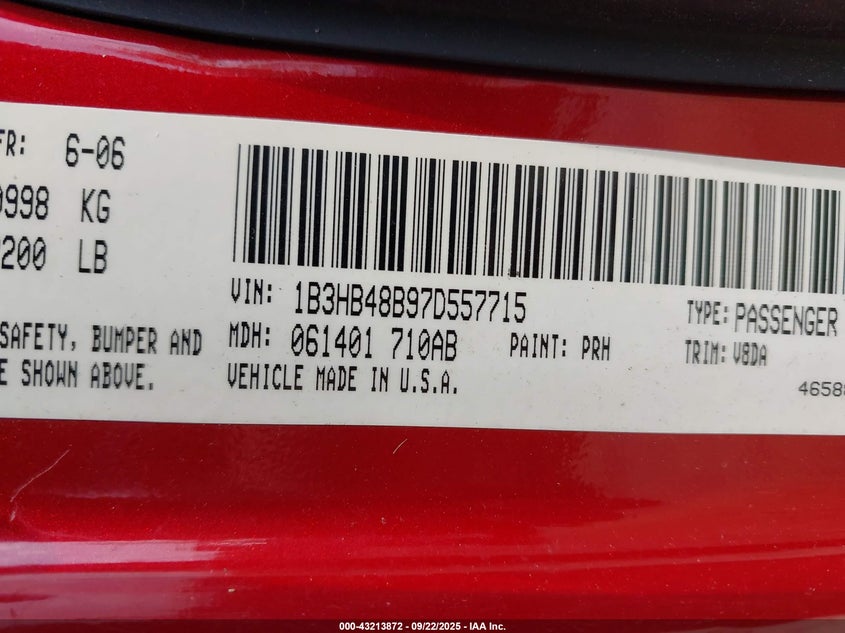 FR: 6-06
998 KG
200 LB
SAFETY, BUMPER AND
E SHOWN ABOVE.
VIN: 1B3HB48B97D557715
TYPE: PASSENGER
MDH: 061401 710AB
PAINT: PRH
TRIM: V8DA
VEHICLE MADE IN U.S.A.
4658
000-43213872 - 09/22/2025 - IAA Inc.